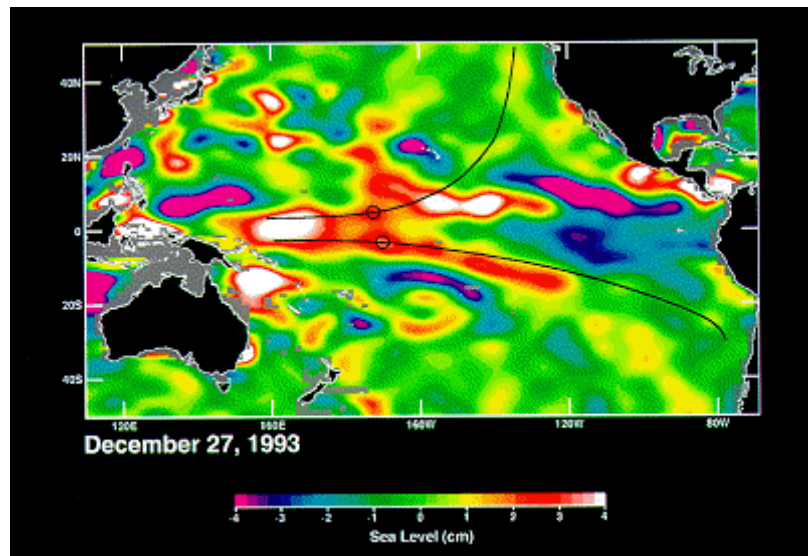 40N
20N
0
20S
40S
120E 160E 160W 120W 80W
December 27, 1993
-4 -3 -2 -1 0 1 2 3 4
Sea Level (cm)